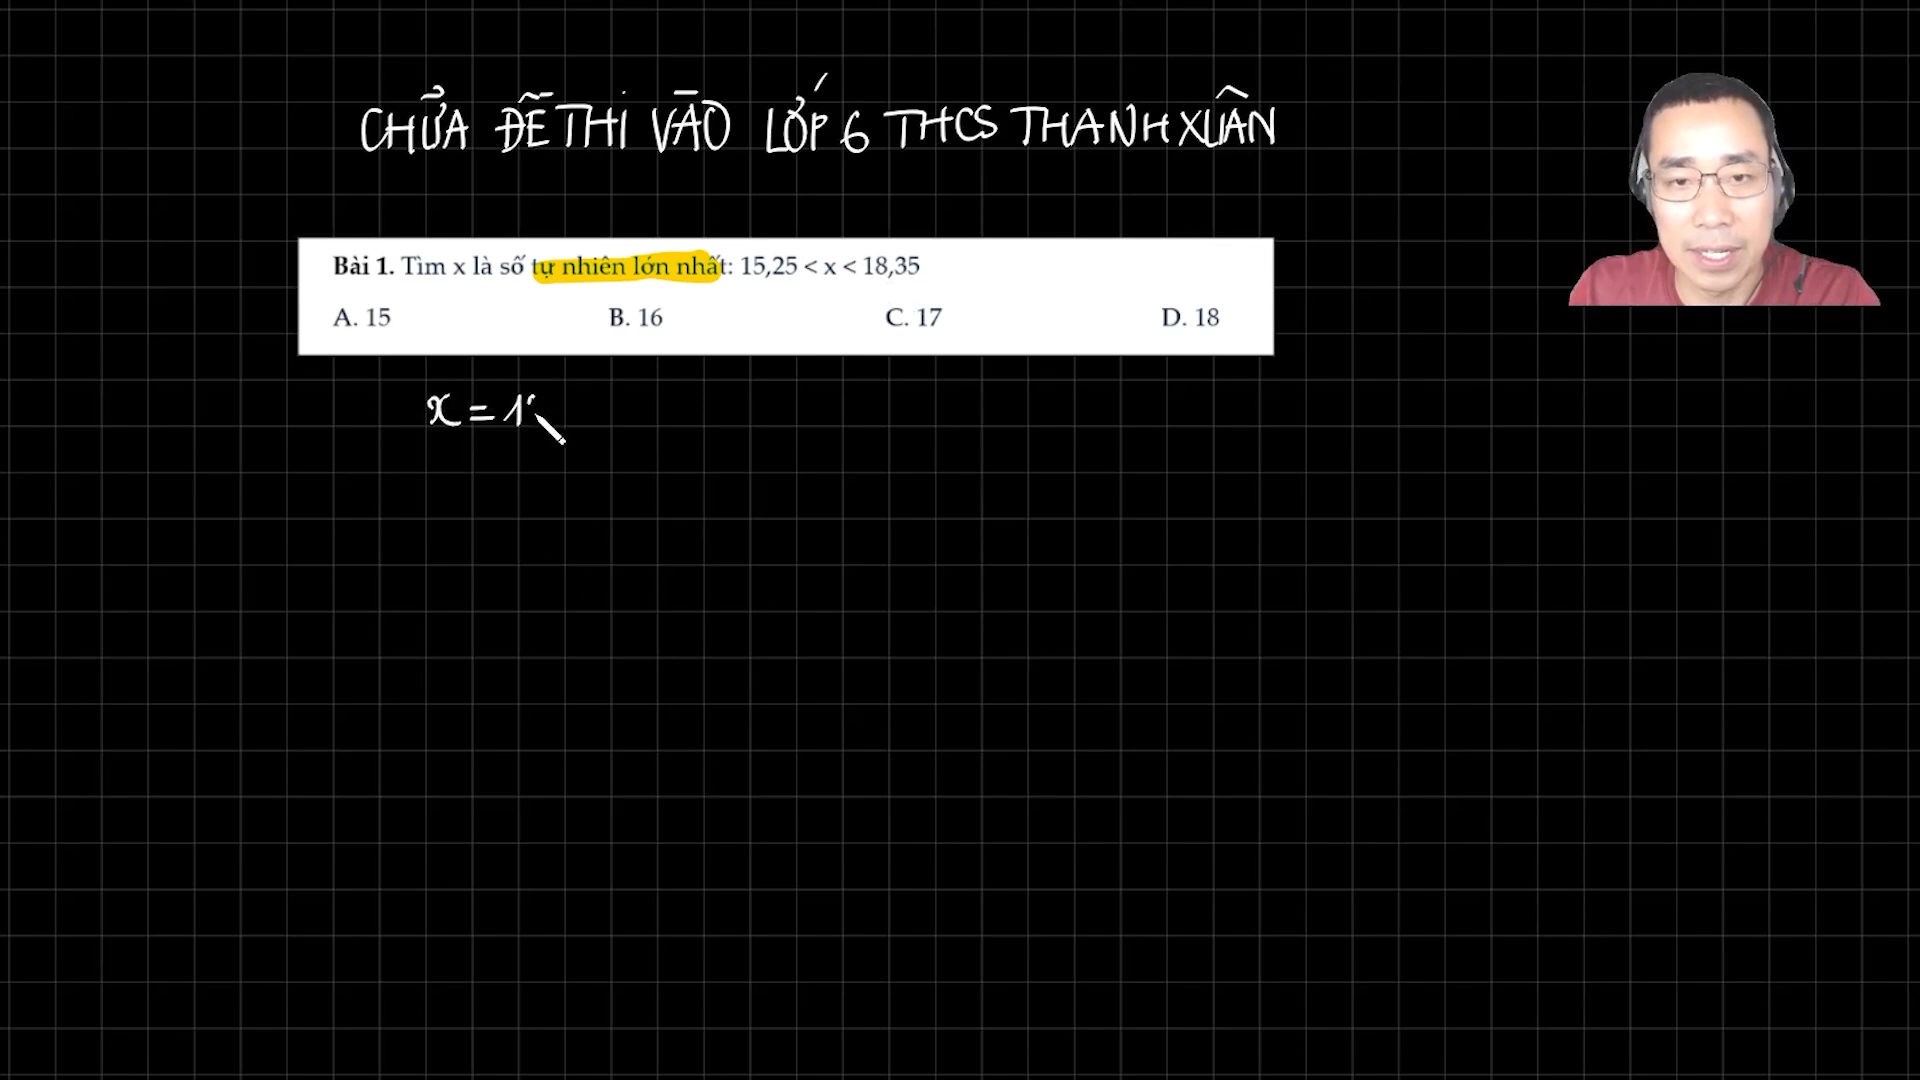 CHỮA ĐỀ THI VÀO LỚP 6 THCS THANH XUÂN
Bài 1. Tìm x là số tự nhiên lớn nhất: 15,25 < x < 18,35
A. 15 B. 16 C. 17 D. 18
x = 1